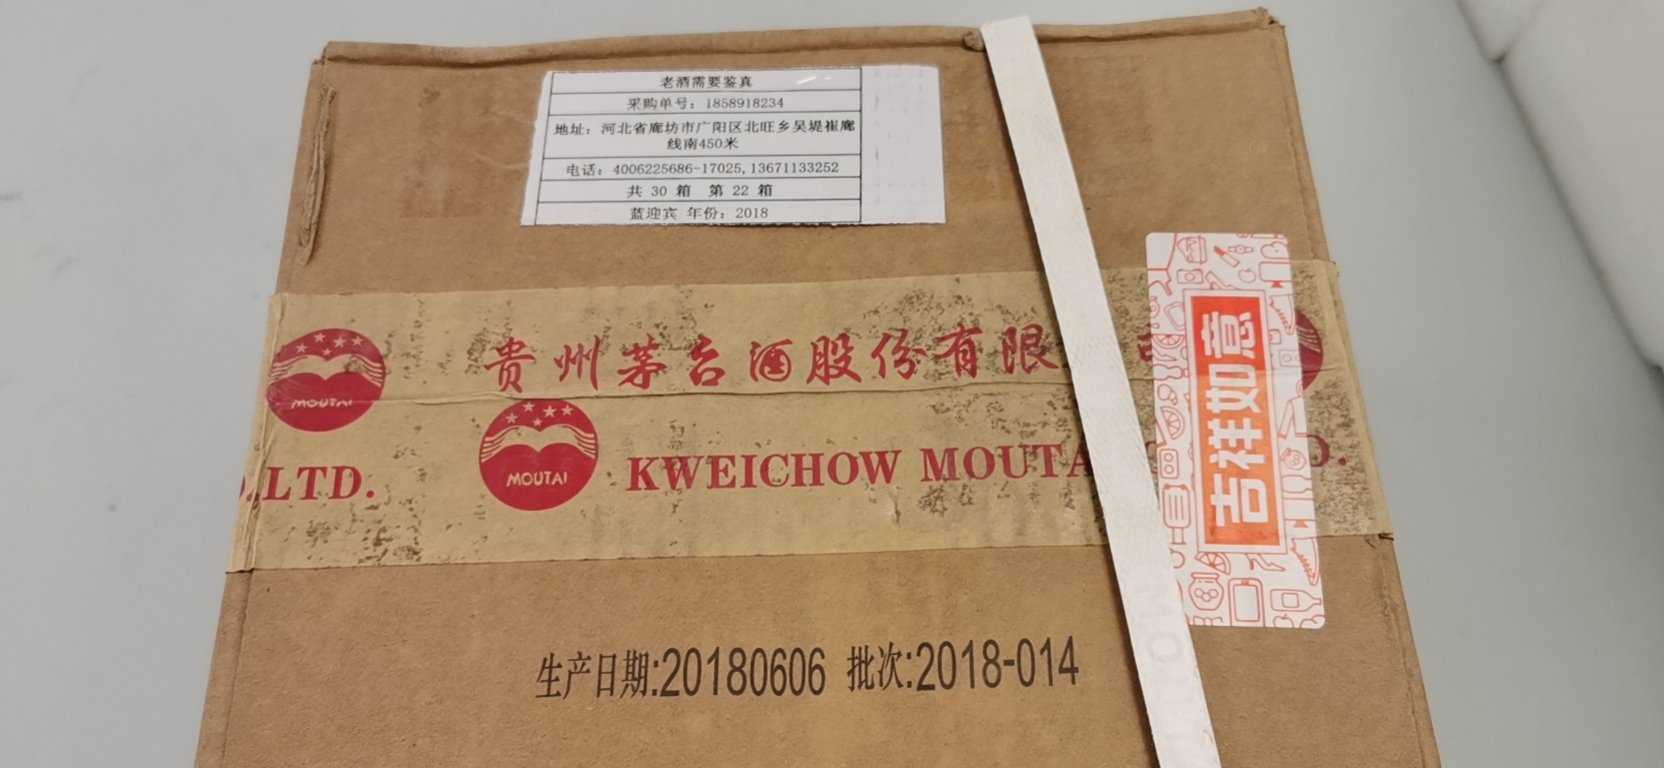 老酒需要鉴真
采购单号：1858918234
地址：河北省廊坊市广阳区北旺乡吴堤崔廊
线南450米
电话：4006225686-17025,13671133252
共 30 箱 第 22 箱
蓝迎宾 年份：2018
贵州茅台酒股份有限
MOUTAI
MOUTAI
LTD.
KWEICHOW MOUTA
D.
吉祥如意
生产日期:20180606 批次:2018-014